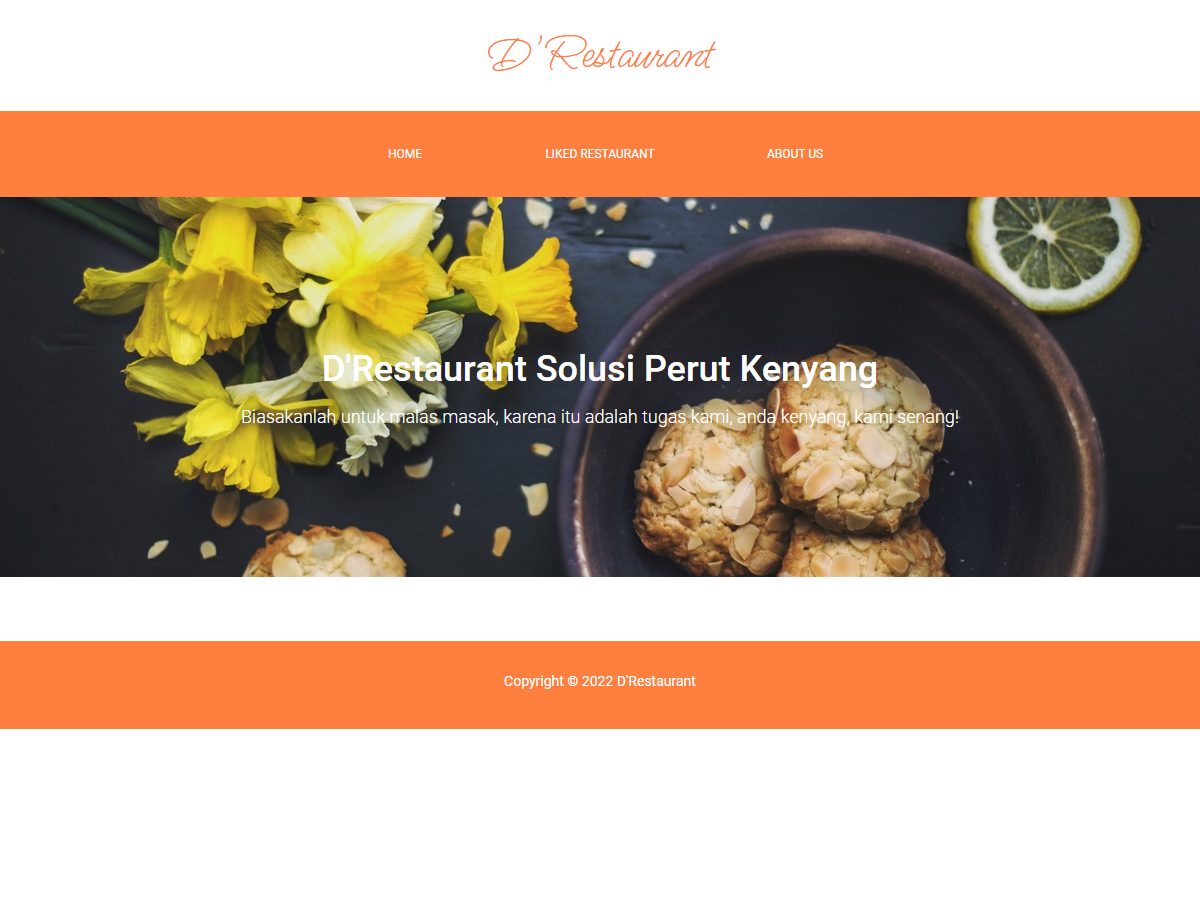 D'Restaurant
HOME
LIKED RESTAURANT
ABOUT US
D'Restaurant Solusi Perut Kenyang
Biasakanlah untuk malas masak, karena itu adalah tugas kami, anda kenyang, kami senang!
Copyright © 2022 D'Restaurant